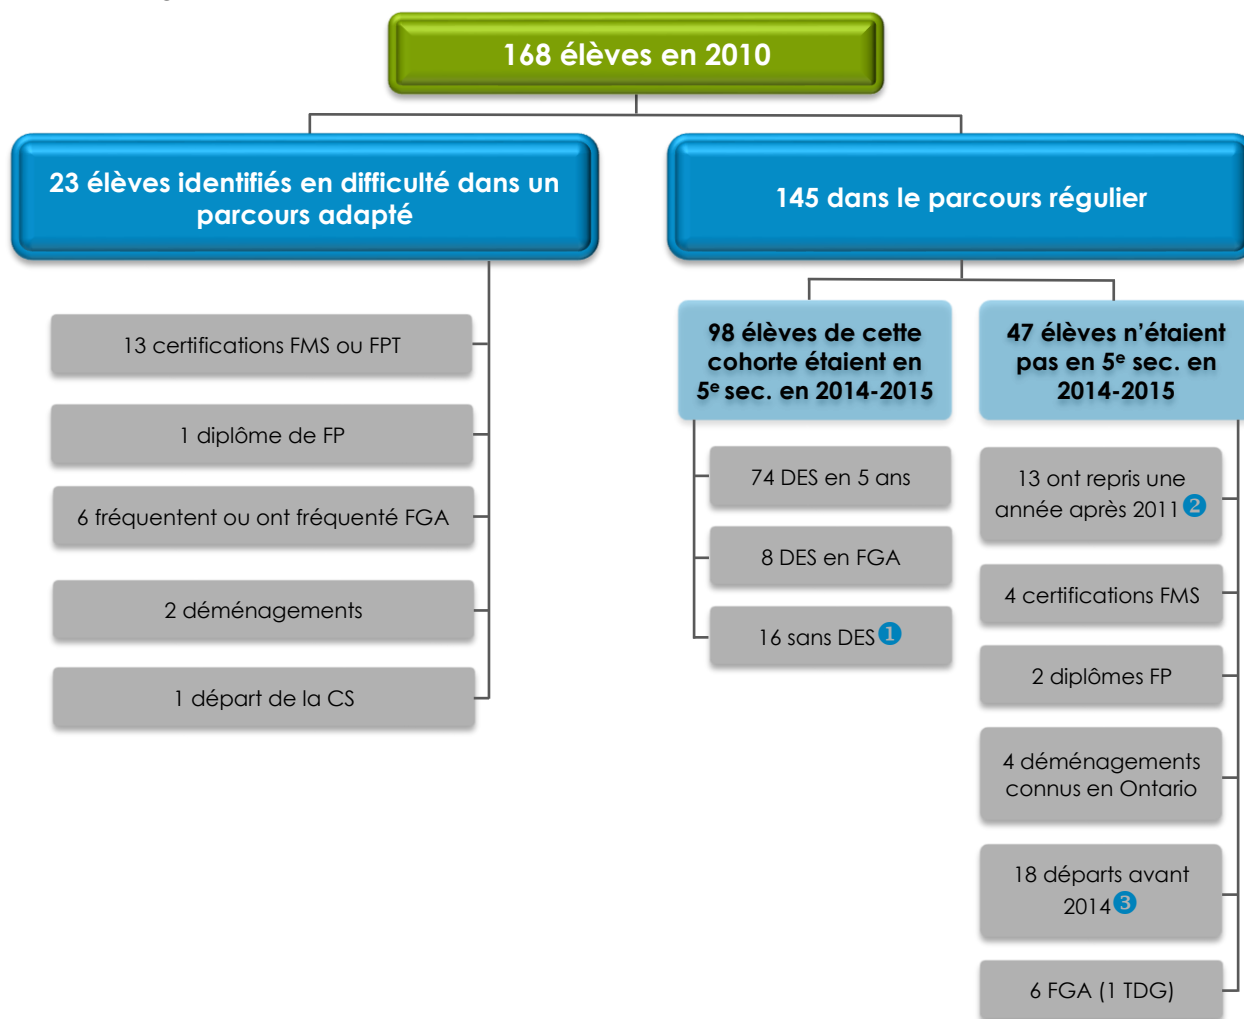 168 élèves en 2010
23 élèves identifiés en difficulté dans un
parcours adapté
13 certifications FMS ou FPT
1 diplôme de FP
6 fréquentent ou ont fréquenté FGA
2 déménagements
1 départ de la CS
145 dans le parcours régulier
98 élèves de cette
cohorte étaient en
5e sec. en 2014-2015
74 DES en 5 ans
8 DES en FGA
16 sans DES ❶
47 élèves n’étaient
pas en 5e sec. en
2014-2015
13 ont repris une
année après 2011 ❷
4 certifications FMS
2 diplômes FP
4 déménagements
connus en Ontario
18 départs avant
2014 ❸
6 FGA (1 TDG)